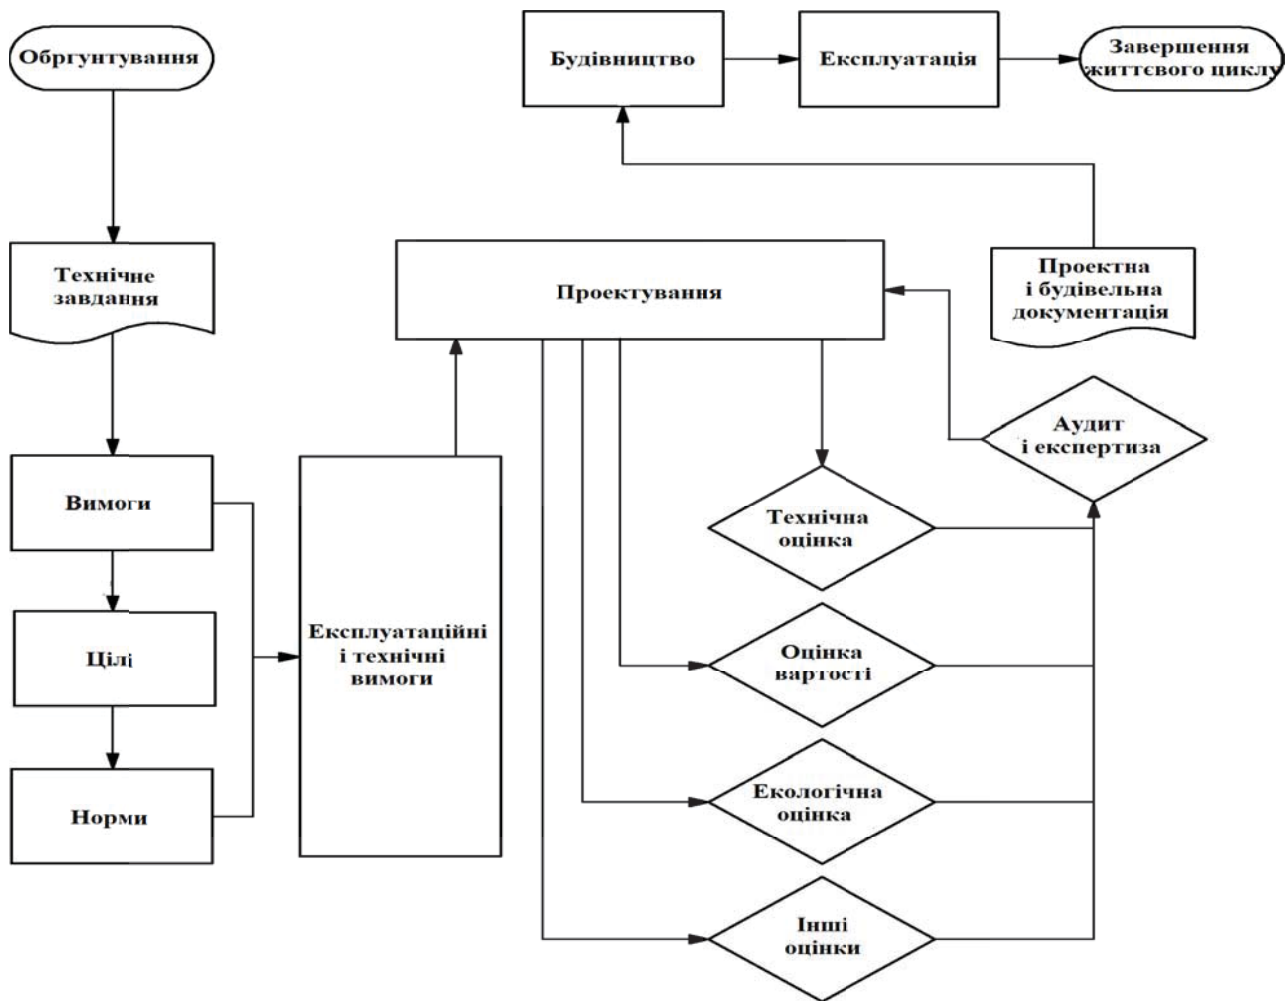 Обргунтування
Технічне
завдання
Вимоги
Цілі
Норми
Експлуатаційні
і технічні
вимоги
Проектування
Технічна
оцінка
Оцінка
вартості
Екологічна
оцінка
Інші
оцінки
Аудит
і експертиза
Проектна
і будівельна
документація
Будівництво
Експлуатація
Завершення
життєвого циклу